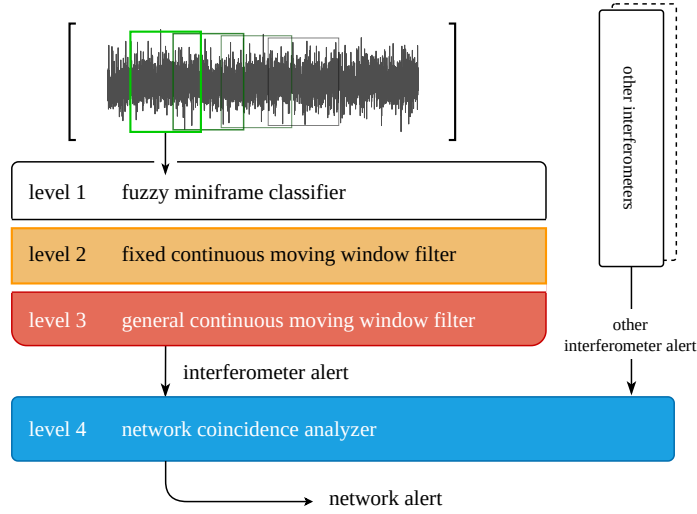 other interferometers
level 1 fuzzy miniframe classifier
level 2 fixed continuous moving window filter
level 3 general continuous moving window filter
other
interferometer alert
interferometer alert
level 4 network coincidence analyzer
network alert